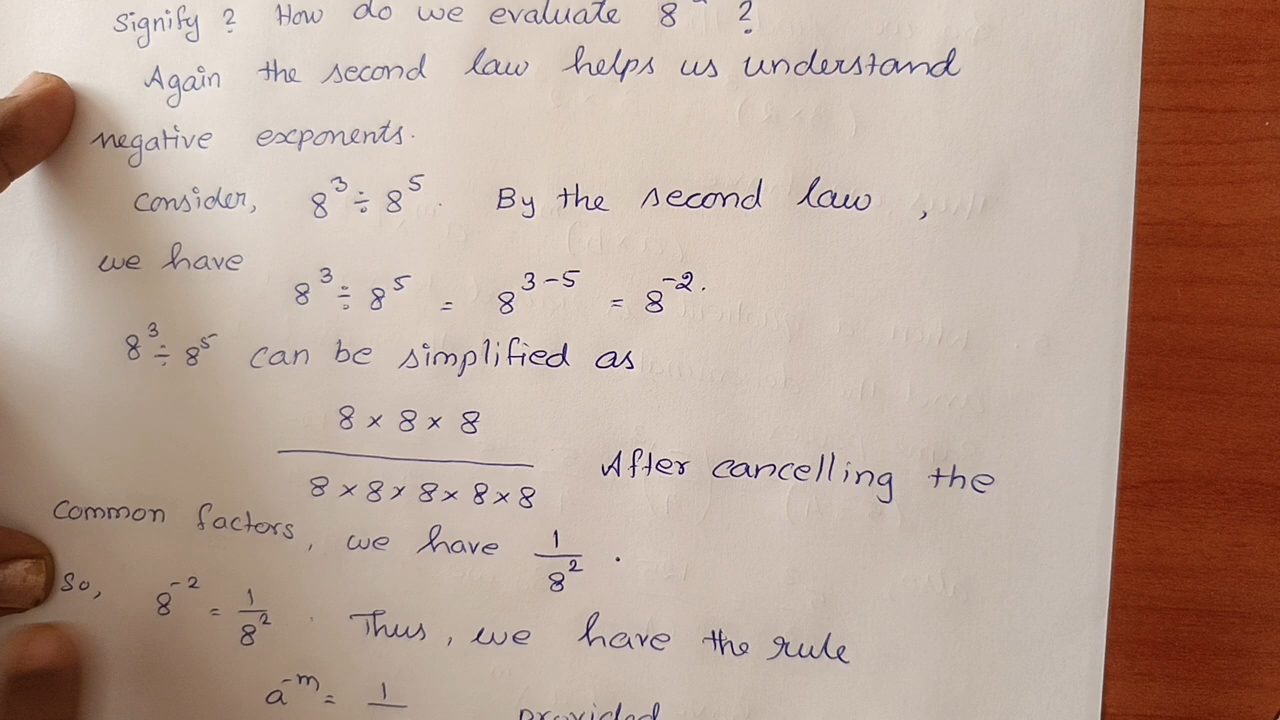 Signify ? How do we evaluate 8⁻ ?
Again the second law helps us understand
negative exponents.
Consider, 8³ ÷ 8⁵. By the second law,
we have
8³ ÷ 8⁵ = 8³⁻⁵ = 8⁻².
8³ ÷ 8⁵ can be simplified as
8 × 8 × 8
8 × 8 × 8 × 8 × 8 After cancelling the
common factors, we have 1/8².
So, 8⁻² = 1/8². Thus, we have the rule
a⁻ᵐ = 1 provided